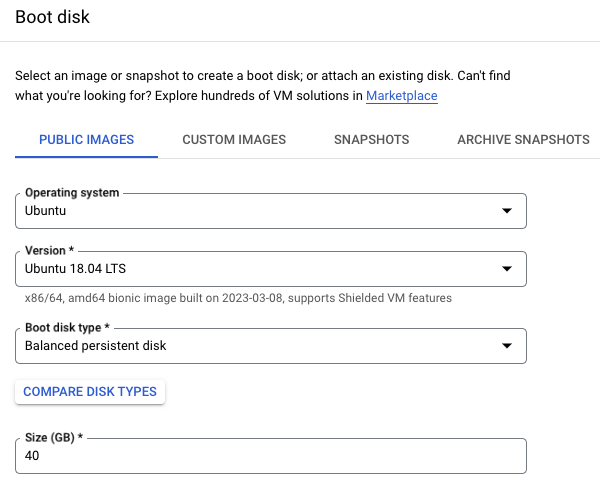 Boot disk
Select an image or snapshot to create a boot disk; or attach an existing disk. Can't find
what you're looking for? Explore hundreds of VM solutions in Marketplace
PUBLIC IMAGES CUSTOM IMAGES SNAPSHOTS ARCHIVE SNAPSHOTS
Operating system
Ubuntu
Version *
Ubuntu 18.04 LTS
x86/64, amd64 bionic image built on 2023-03-08, supports Shielded VM features
Boot disk type *
Balanced persistent disk
COMPARE DISK TYPES
Size (GB) *
40